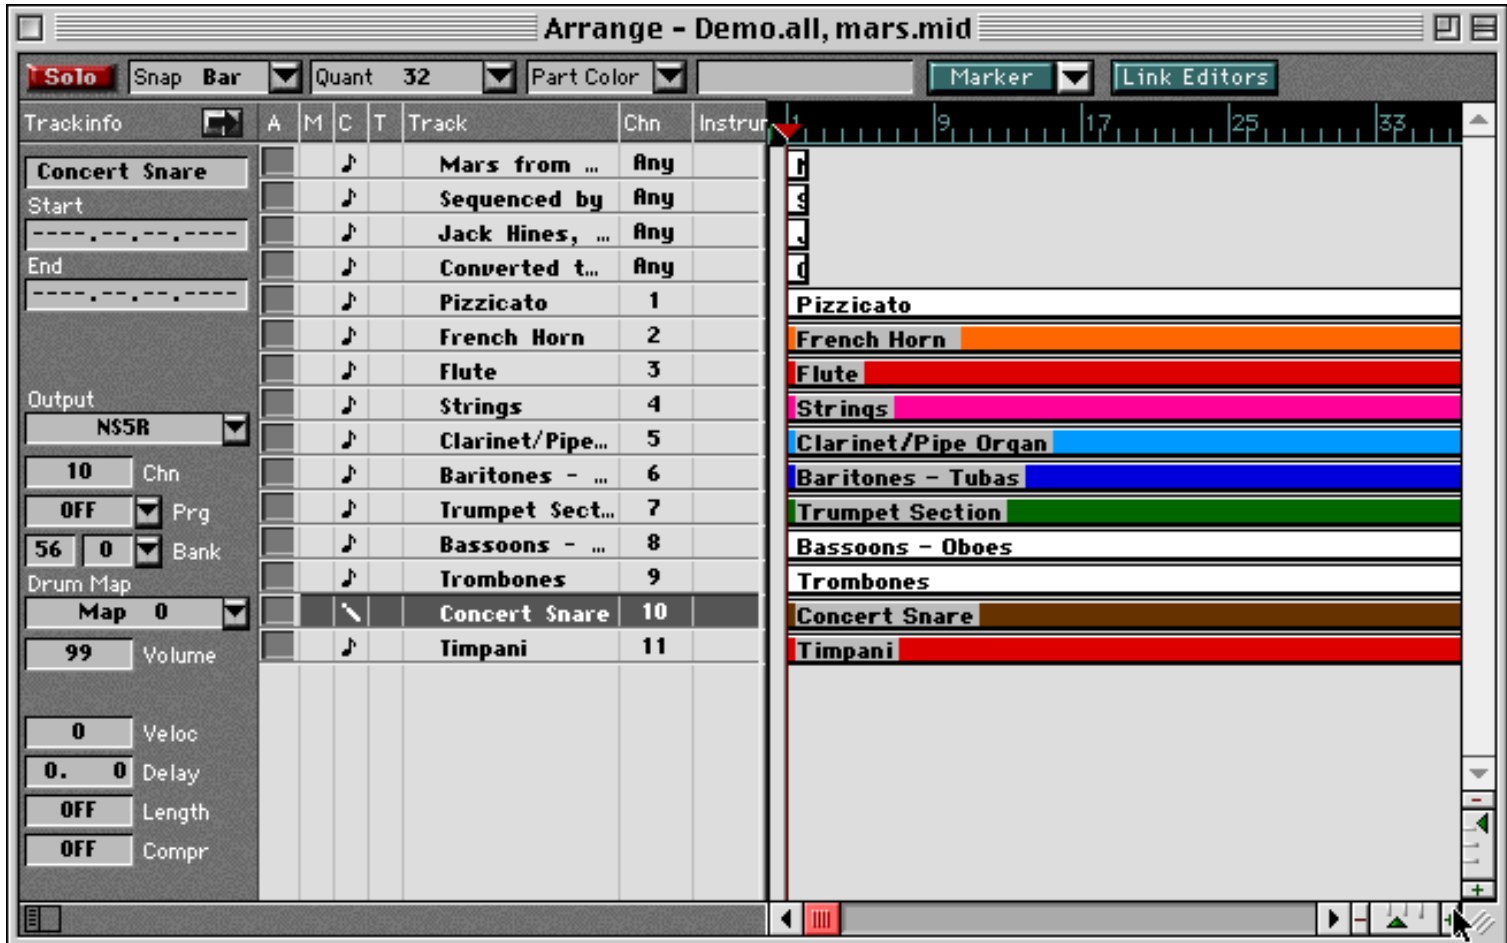 Arrange - Demo.all, mars.mid
Solo Snap Bar Quant 32 Part Color Marker Link Editors
Trackinfo A M C T Track Chn Instrum 1 9 17 25 33
Concert Snare
Start
----.--.--.----
End
----.--.--.----
Output
NS5R
10 Chn
OFF Prg
56 0 Bank
Drum Map
Map 0
99 Volume
0 Veloc
0. 0 Delay
OFF Length
OFF Compr
Mars from ... Any
Sequenced by Any
Jack Hines, ... Any
Converted t... Any
Pizzicato 1
French Horn 2
Flute 3
Strings 4
Clarinet/Pipe... 5
Baritones - ... 6
Trumpet Sect... 7
Bassoons - ... 8
Trombones 9
Concert Snare 10
Timpani 11
Pizzicato
French Horn
Flute
Strings
Clarinet/Pipe Organ
Baritones - Tubas
Trumpet Section
Bassoons - Oboes
Trombones
Concert Snare
Timpani